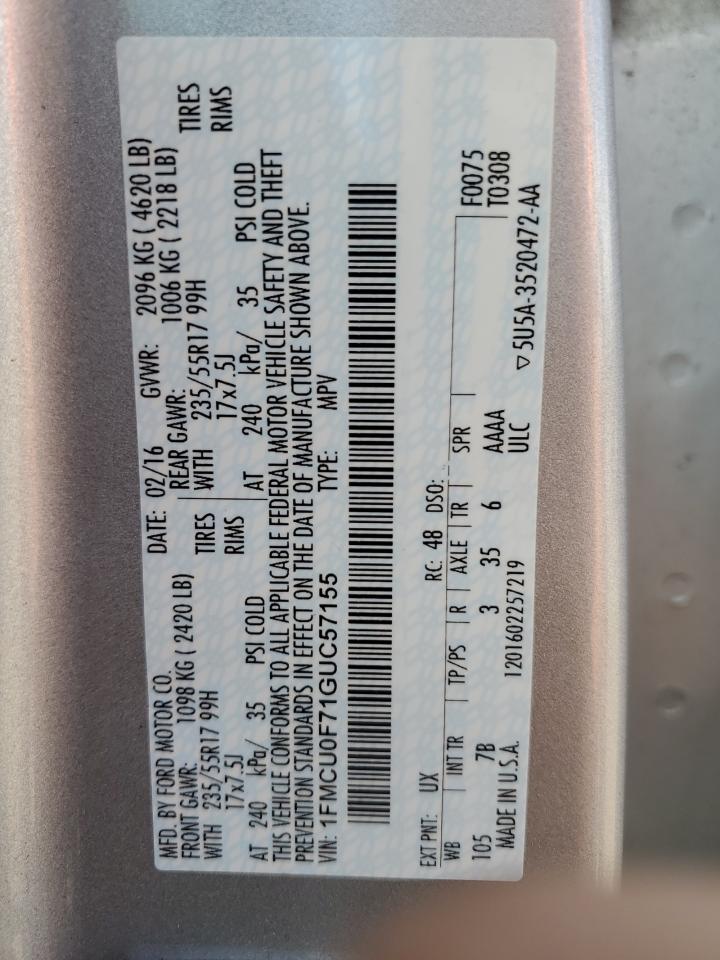 MFD. BY FORD MOTOR CO.
DATE: 02/16 GVWR: 2096 KG ( 4620 LB)
FRONT GAWR: 1098 KG ( 2420 LB)
REAR GAWR: 1006 KG ( 2218 LB)
WITH 235/55R17 99H TIRES
WITH 235/55R17 99H TIRES
17x7.5J RIMS
17x7.5J RIMS
AT 240 kPa/ 35 PSI COLD
AT 240 kPa/ 35 PSI COLD
THIS VEHICLE CONFORMS TO ALL APPLICABLE FEDERAL MOTOR VEHICLE SAFETY AND THEFT
PREVENTION STANDARDS IN EFFECT ON THE DATE OF MANUFACTURE SHOWN ABOVE.
VIN: 1FMCU0F71GUC57155 TYPE: MPV
EXT PNT: UX RC: 48 DSO:
WB INT TR TP/PS R AXLE TR SPR
F0075
105 7B 3 35 6 AAAA T0308
MADE IN U.S.A. 1201602257219 ULC
▽ 5U5A-3520472-AA